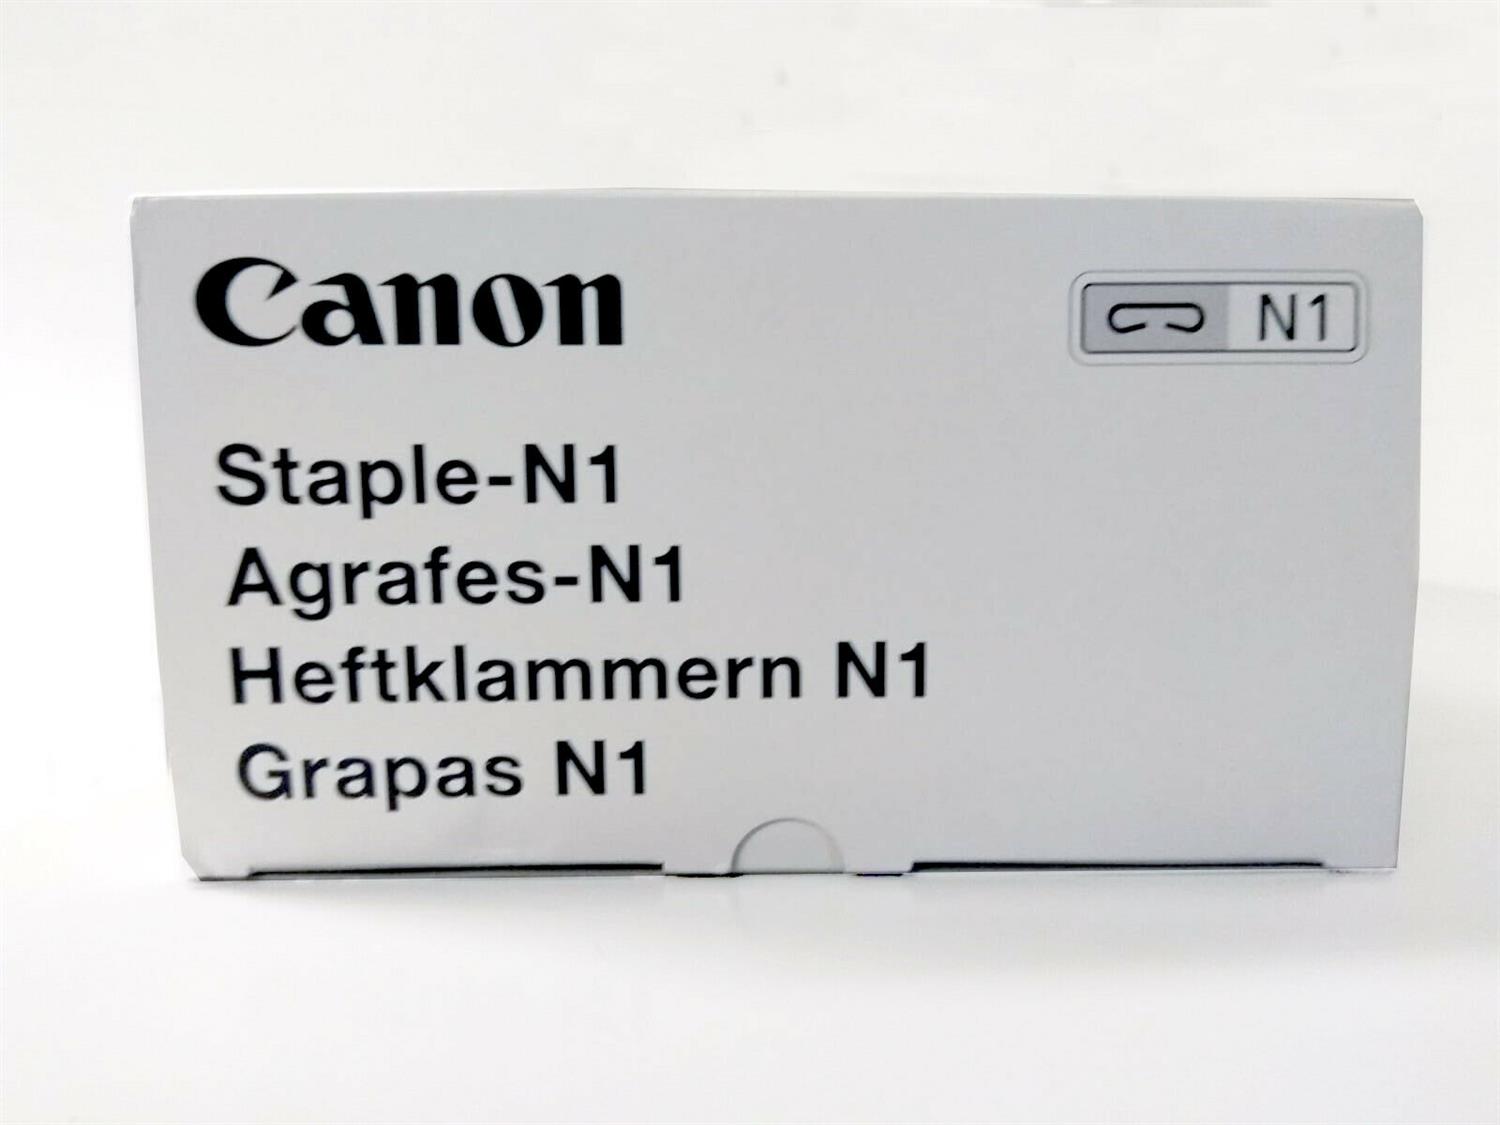 Canon
N1
Staple-N1
Agrafes-N1
Heftklammern N1
Grapas N1